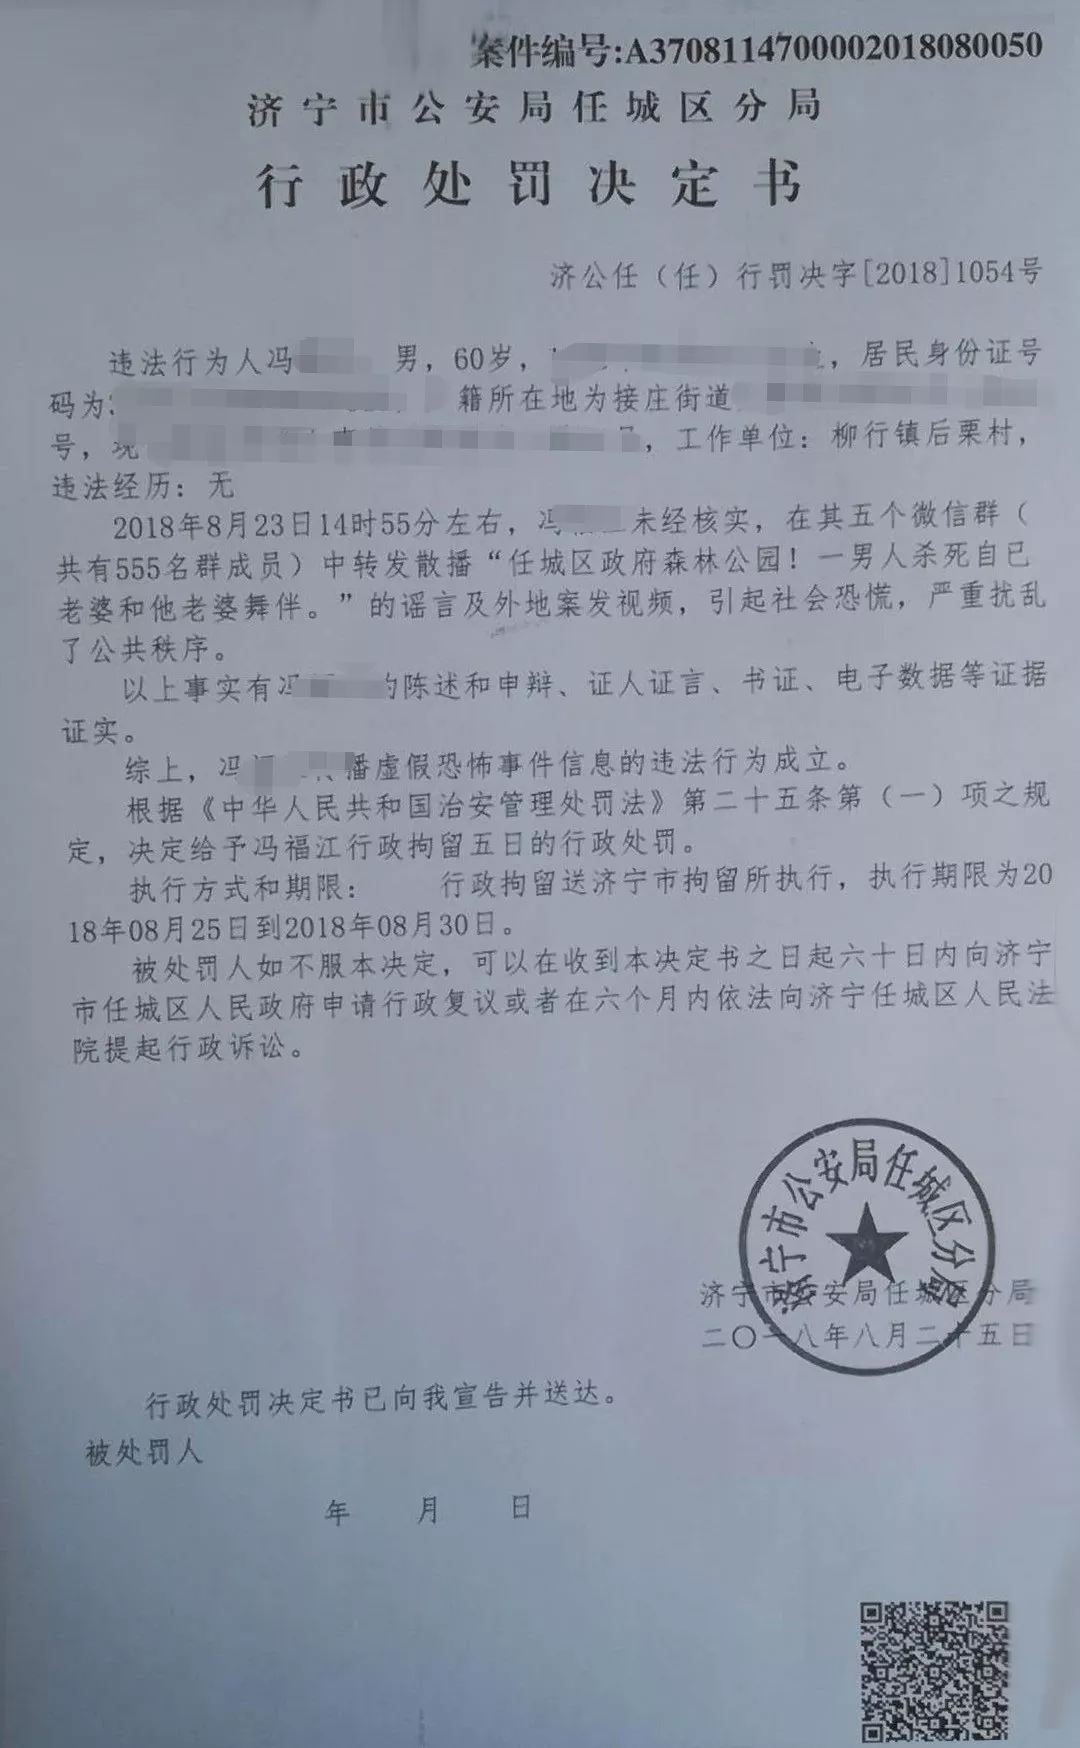 案件编号:A3708114700002018080050
济宁市公安局任城区分局
行政处罚决定书
济公任（任）行罚决字[2018]1054号
违法行为人冯 男，60岁， ，居民身份证号
码为 籍所在地为接庄街道
号，现 ，工作单位：柳行镇后栗村，
违法经历：无
2018年8月23日14时55分左右，冯 未经核实，在其五个微信群（
共有555名群成员）中转发散播“任城区政府森林公园！一男人杀死自已
老婆和他老婆舞伴。”的谣言及外地案发视频，引起社会恐慌，严重扰乱
了公共秩序。
以上事实有冯 的陈述和申辩、证人证言、书证、电子数据等证据
证实。
综上，冯 播虚假恐怖事件信息的违法行为成立。
根据《中华人民共和国治安管理处罚法》第二十五条第（一）项之规
定，决定给予冯福江行政拘留五日的行政处罚。
执行方式和期限： 行政拘留送济宁市拘留所执行，执行期限为20
18年08月25日到2018年08月30日。
被处罚人如不服本决定，可以在收到本决定书之日起六十日内向济宁
市任城区人民政府申请行政复议或者在六个月内依法向济宁任城区人民法
院提起行政诉讼。
济宁市公安局任城区分局
济宁市公安局任城区分局
二〇一八年八月二十五日
行政处罚决定书已向我宣告并送达。
被处罚人
年 月 日